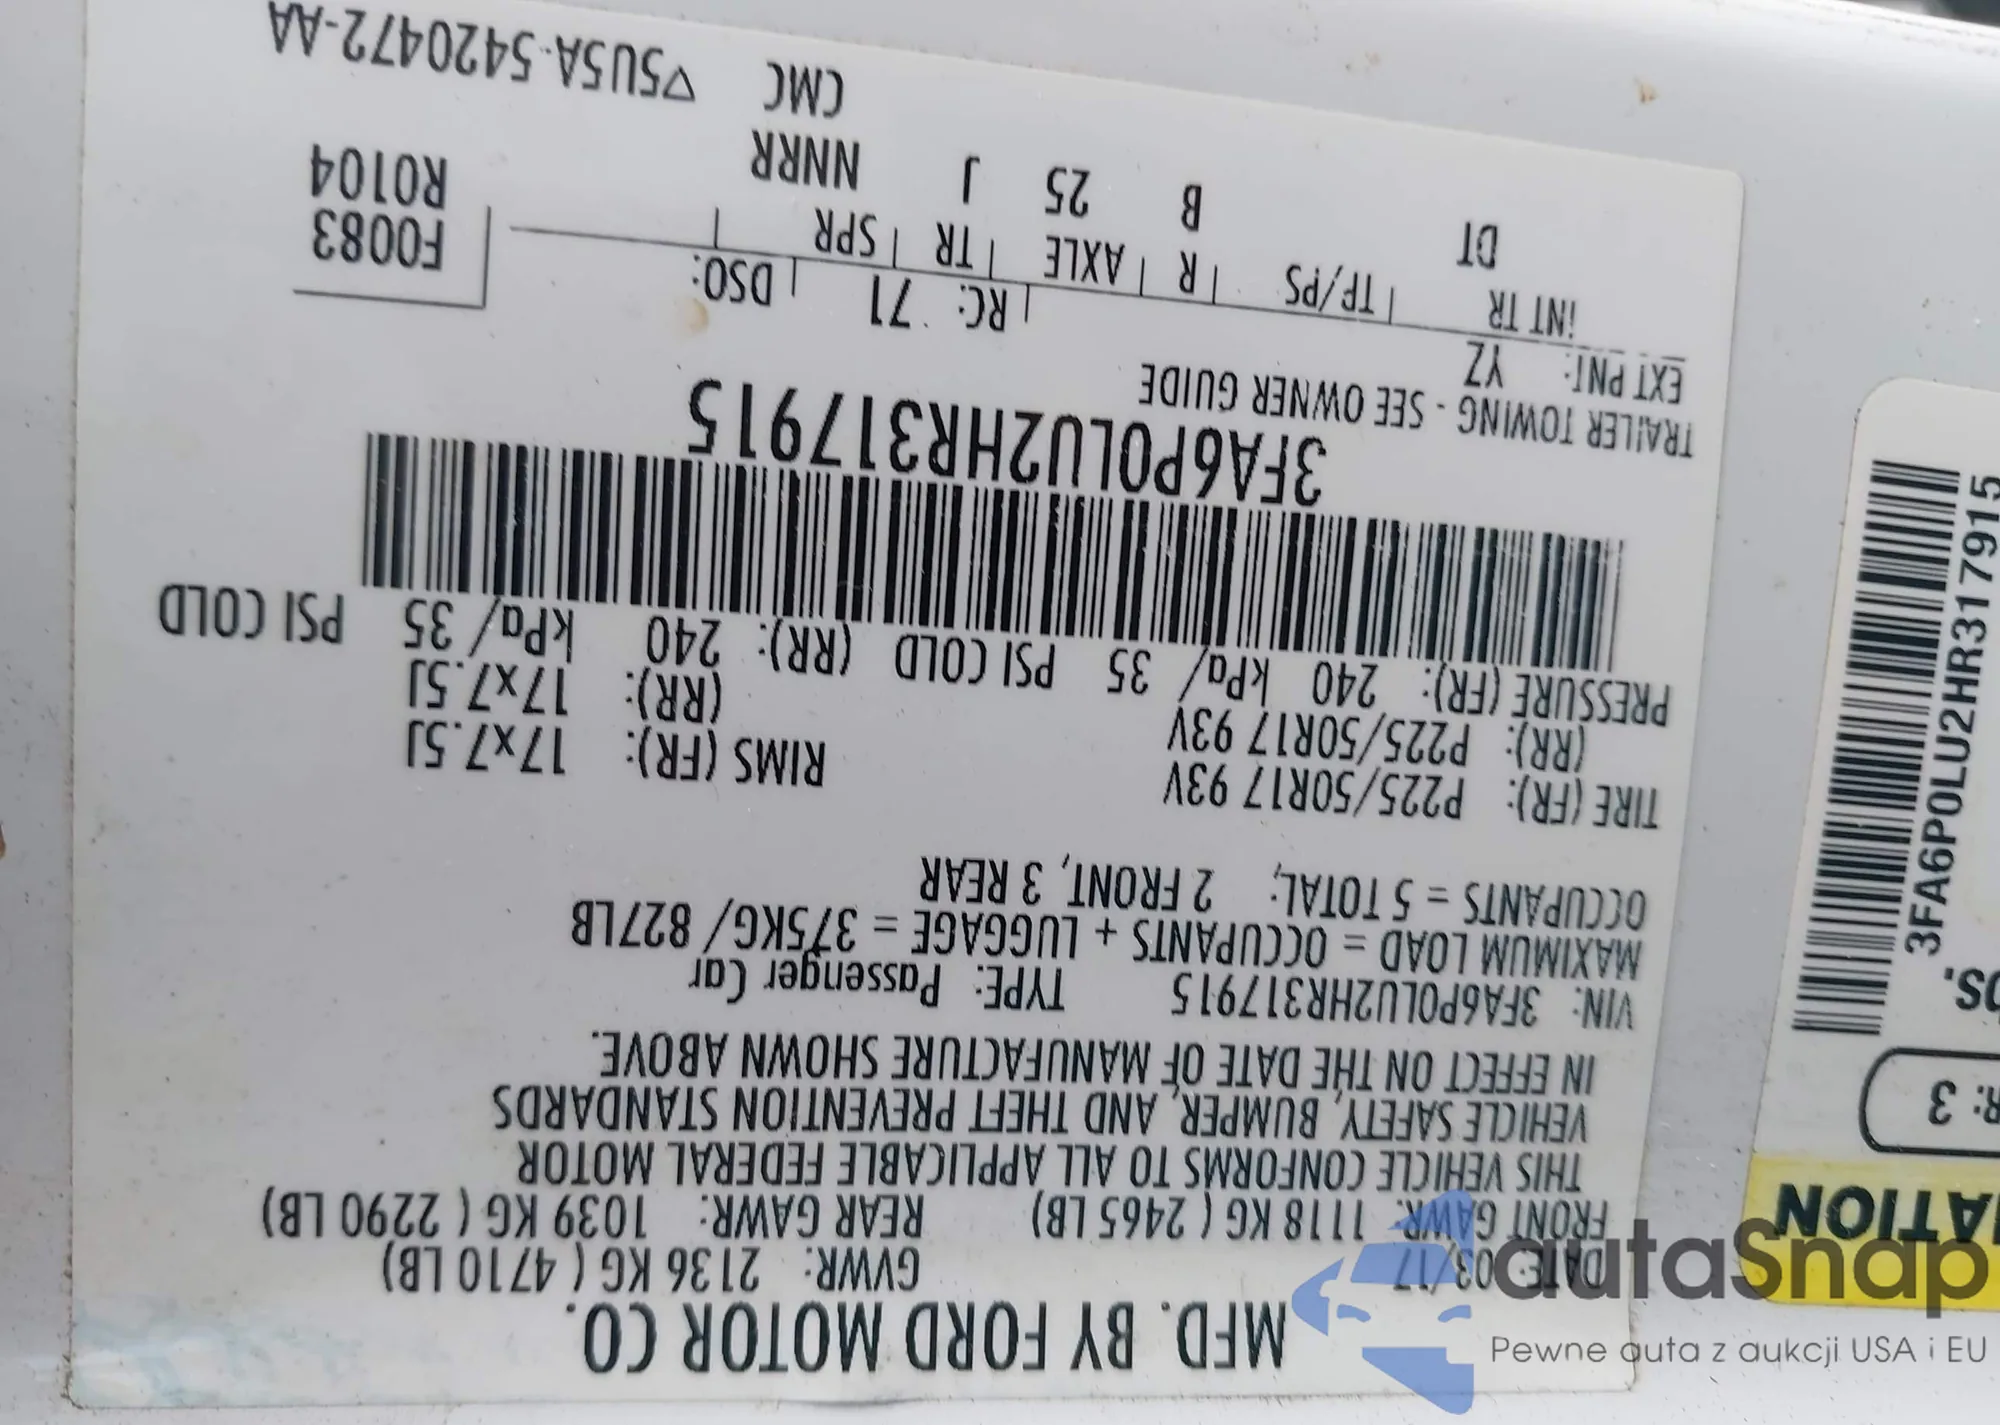 MFD. BY FORD MOTOR CO.
DATE: 03/17 GVWR: 2136 KG ( 4710 LB)
FRONT GAWR: 1118 KG ( 2465 LB) REAR GAWR: 1039 KG ( 2290 LB)
THIS VEHICLE CONFORMS TO ALL APPLICABLE FEDERAL MOTOR
VEHICLE SAFETY, BUMPER, AND THEFT PREVENTION STANDARDS
IN EFFECT ON THE DATE OF MANUFACTURE SHOWN ABOVE.
VIN: 3FA6P0LU2HR317915 TYPE: Passenger Car
MAXIMUM LOAD = OCCUPANTS + LUGGAGE = 375KG/ 827LB
OCCUPANTS = 5 TOTAL; 2 FRONT, 3 REAR
TIRE (FR): P225/50R17 93V RIMS (FR): 17x7.5J
(RR): P225/50R17 93V (RR): 17x7.5J
PRESSURE (FR): 240 kPa/ 35 PSI COLD (RR): 240 kPa/ 35 PSI COLD
3FA6P0LU2HR317915
TRAILER TOWING - SEE OWNER GUIDE
EXT PNT: YZ RC: 71 DSO:
INT TR TP/PS R AXLE TR SPR
DT B 25 J NNRR
CMC
F0083
R0104
▽5U5A-5420472-AA
R: 3
3FA6P0LU2HR317915
autaSnap
Pewne auta z aukcji USA i EU